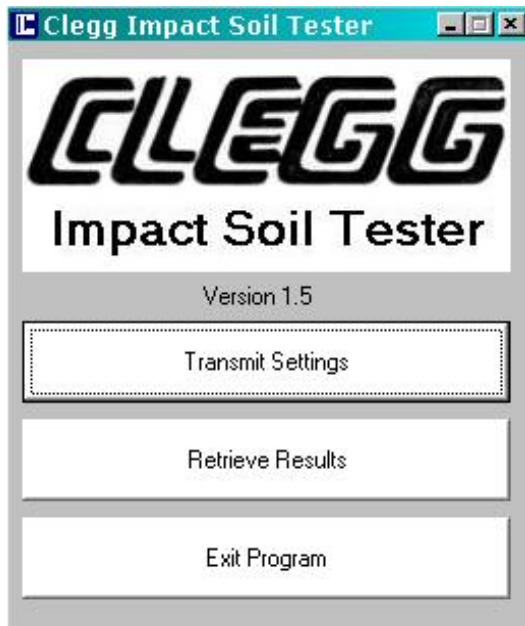 Clegg Impact Soil Tester
CLEGG
Impact Soil Tester
Version 1.5
Transmit Settings
Retrieve Results
Exit Program